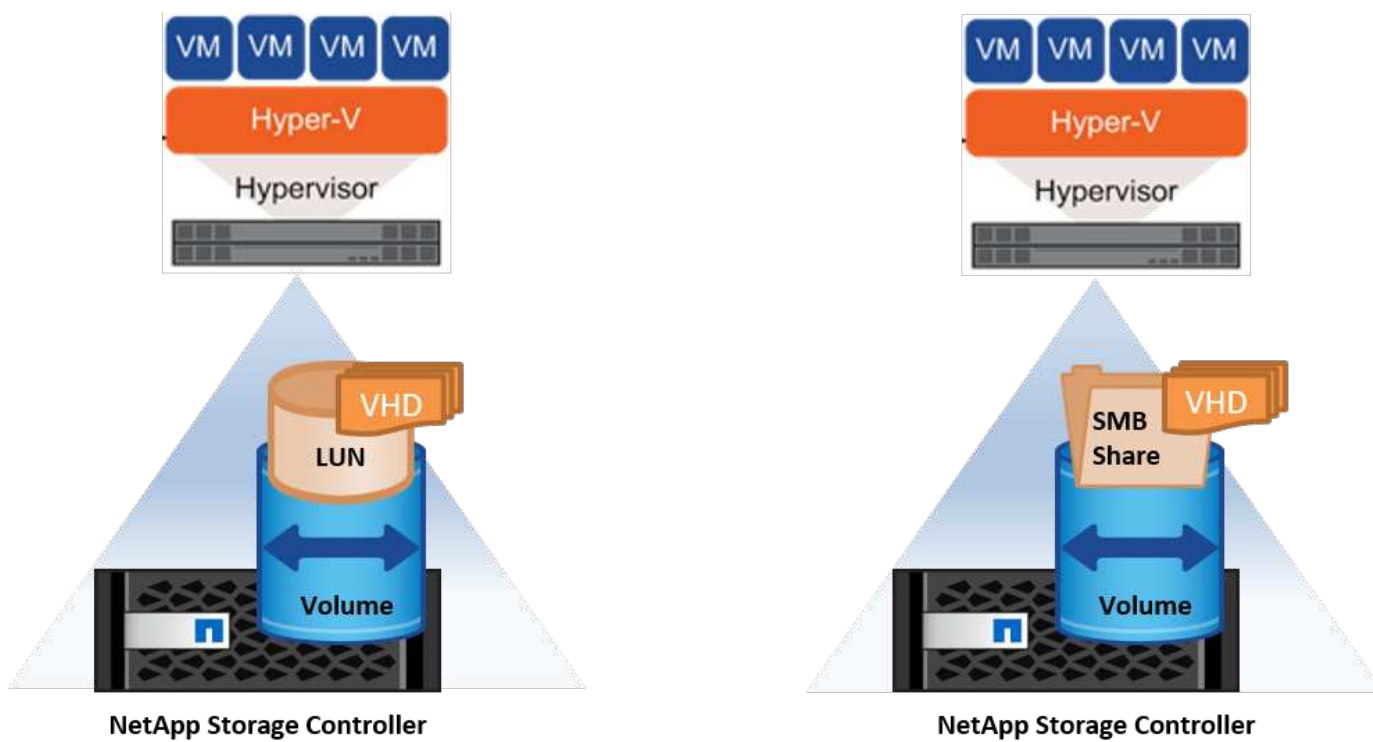 VM VM VM VM
Hyper-V
Hypervisor
VHD
LUN
Volume
NetApp Storage Controller
VM VM VM VM
Hyper-V
Hypervisor
VHD
SMB
Share
Volume
NetApp Storage Controller